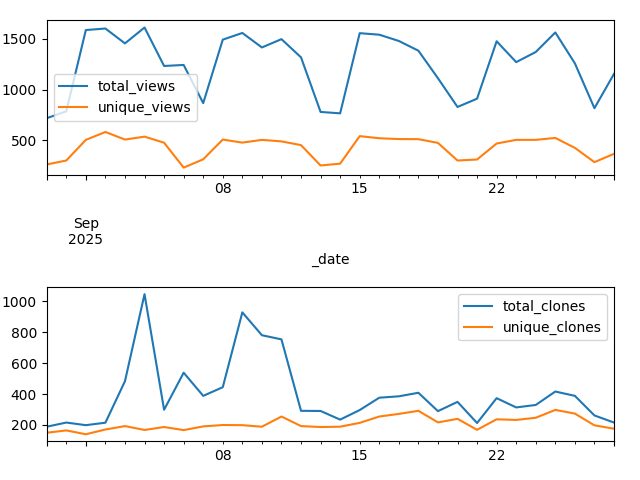 1500
1000
500
total_views
unique_views
08
15
22
Sep
2025
_date
1000
800
600
400
200
total_clones
unique_clones
08
15
22